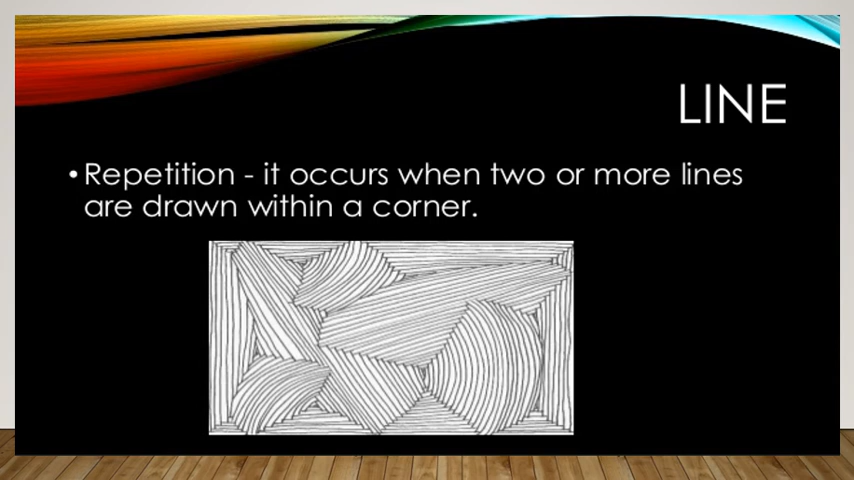 LINE
• Repetition - it occurs when two or more lines
are drawn within a corner.